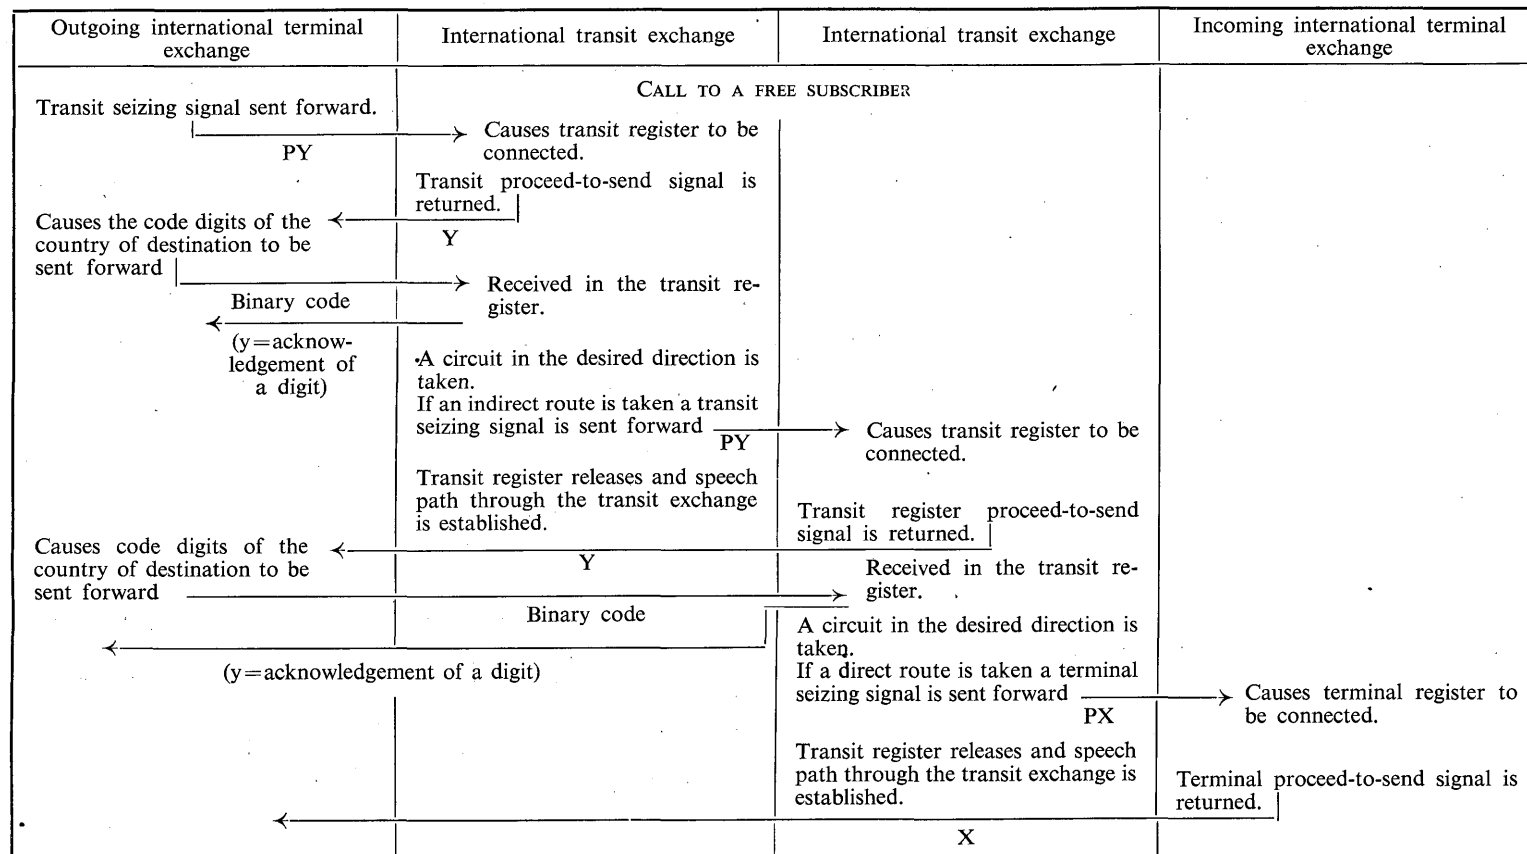 Outgoing international terminal
exchange
International transit exchange
International transit exchange
Incoming international terminal
exchange
CALL TO A FREE SUBSCRIBER
Transit seizing signal sent forward.
PY
Causes transit register to be
connected.
Transit proceed-to-send signal is
returned.
Y
Causes the code digits of the
country of destination to be
sent forward
Binary code
Received in the transit re-
gister.
(y=acknow-
ledgement of
a digit)
A circuit in the desired direction is
taken.
If an indirect route is taken a transit
seizing signal is sent forward
PY
Causes transit register to be
connected.
Transit register releases and speech
path through the transit exchange
is established.
Transit register proceed-to-send
signal is returned.
Y
Causes code digits of the
country of destination to be
sent forward
Binary code
Received in the transit re-
gister.
(y=acknowledgement of a digit)
A circuit in the desired direction is
taken.
If a direct route is taken a terminal
seizing signal is sent forward
PX
Causes terminal register to
be connected.
Transit register releases and speech
path through the transit exchange is
established.
Terminal proceed-to-send signal is
returned.
X